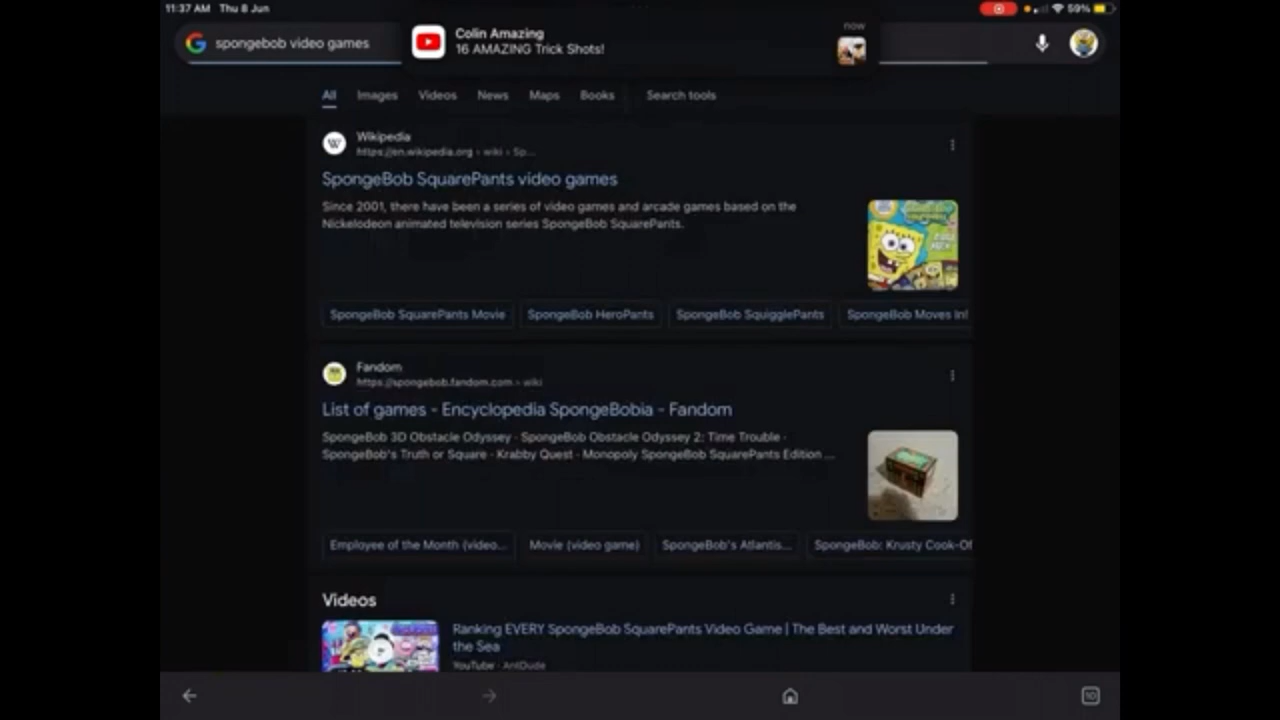 11:37 AM Thu 8 Jun
59%
spongebob video games
Colin Amazing
now
16 AMAZING Trick Shots!
All Images Videos News Maps Books Search tools
Wikipedia
https://en.wikipedia.org › wiki › Sp...
SpongeBob SquarePants video games
Since 2001, there have been a series of video games and arcade games based on the
Nickelodeon animated television series SpongeBob SquarePants.
SpongeBob SquarePants Movie SpongeBob HeroPants SpongeBob SquigglePants SpongeBob Moves In!
Fandom
https://spongebob.fandom.com › wiki
List of games - Encyclopedia SpongeBobia - Fandom
SpongeBob 3D Obstacle Odyssey · SpongeBob Obstacle Odyssey 2: Time Trouble ·
SpongeBob's Truth or Square · Krabby Quest · Monopoly SpongeBob SquarePants Edition ...
Employee of the Month (video... Movie (video game) SpongeBob's Atlantis... SpongeBob: Krusty Cook-Of
Videos
Ranking EVERY SpongeBob SquarePants Video Game | The Best and Worst Under
the Sea
YouTube · AntDude
10